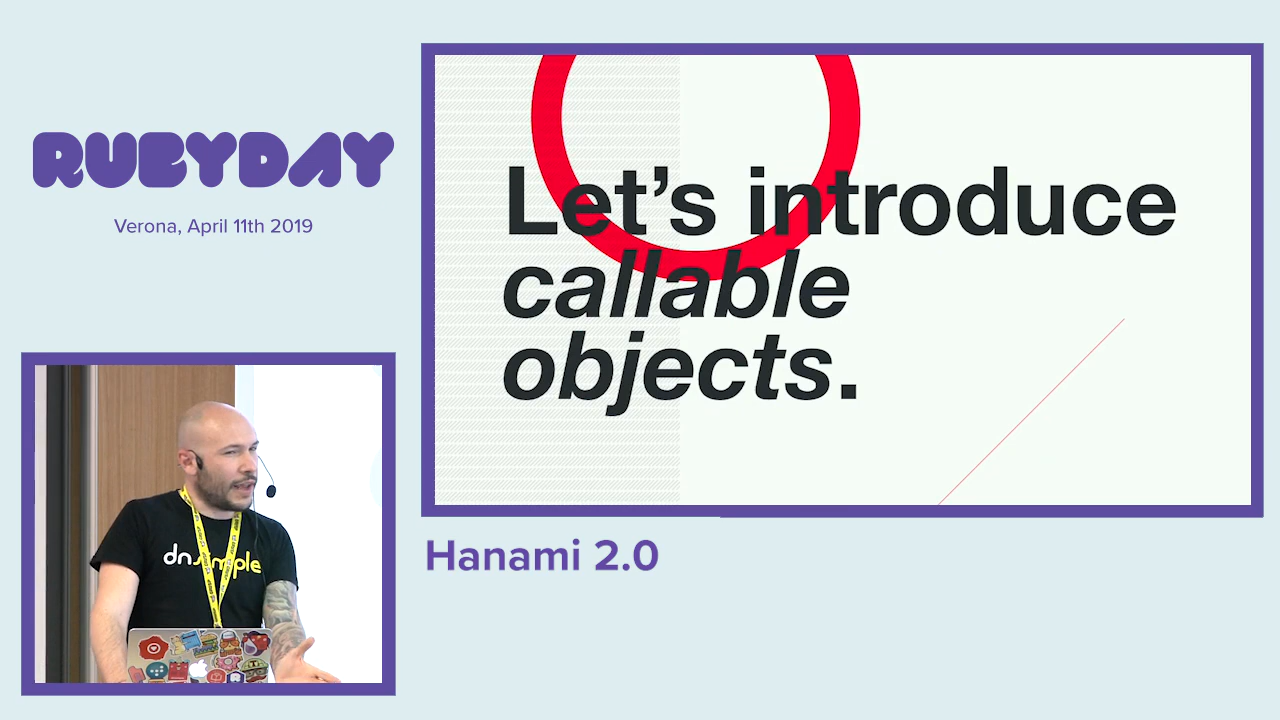 RUBYDAY
Verona, April 11th 2019
Let's introduce
callable
objects.
Hanami 2.0
dnsimple